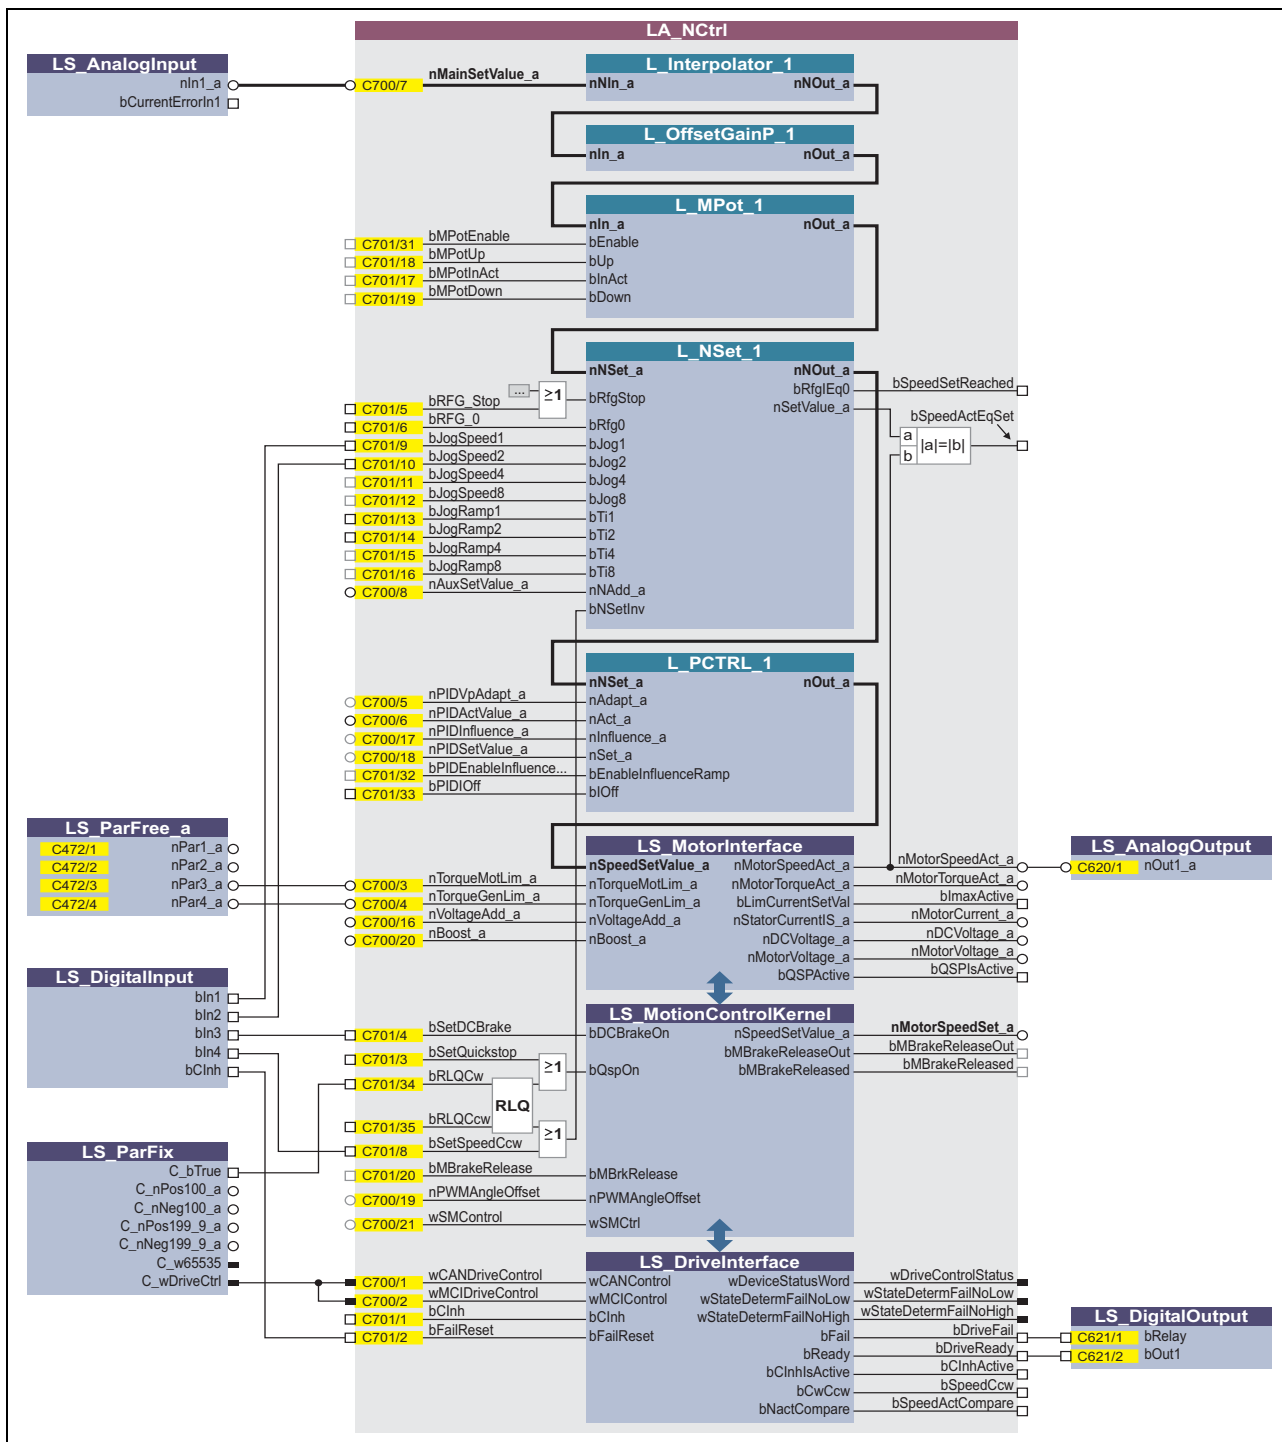 LA_NCtrl
LS_AnalogInput
nIn1_a
bCurrentErrorIn1
C700/7
nMainSetValue_a
L_Interpolator_1
nNIn_a
nNOut_a
L_OffsetGainP_1
nIn_a
nOut_a
L_MPot_1
nIn_a
nOut_a
C701/31 bMPotEnable bEnable
C701/18 bMPotUp bUp
C701/17 bMPotInAct bInAct
C701/19 bMPotDown bDown
L_NSet_1
nNSet_a
nNOut_a
bRfgIEq0 bSpeedSetReached
nSetValue_a
bSpeedActEqSet
a
b
|a|=|b|
...
≥1
C701/5 bRFG_Stop bRfgStop
C701/6 bRFG_0 bRfg0
C701/9 bJogSpeed1 bJog1
C701/10 bJogSpeed2 bJog2
C701/11 bJogSpeed4 bJog4
C701/12 bJogSpeed8 bJog8
C701/13 bJogRamp1 bTi1
C701/14 bJogRamp2 bTi2
C701/15 bJogRamp4 bTi4
C701/16 bJogRamp8 bTi8
C700/8 nAuxSetValue_a nNAdd_a
bNSetInv
L_PCTRL_1
nNSet_a
nOut_a
C700/5 nPIDVpAdapt_a nAdapt_a
C700/6 nPIDActValue_a nAct_a
C700/17 nPIDInfluence_a nInfluence_a
C700/18 nPIDSetValue_a nSet_a
C701/32 bPIDEnableInfluence... bEnableInfluenceRamp
C701/33 bPIDIOff bIOff
LS_ParFree_a
C472/1 nPar1_a
C472/2 nPar2_a
C472/3 nPar3_a
C472/4 nPar4_a
LS_MotorInterface
nSpeedSetValue_a
C700/3 nTorqueMotLim_a nTorqueMotLim_a
C700/4 nTorqueGenLim_a nTorqueGenLim_a
C700/16 nVoltageAdd_a nVoltageAdd_a
C700/20 nBoost_a nBoost_a
nMotorSpeedAct_a nMotorSpeedAct_a
nMotorTorqueAct_a nMotorTorqueAct_a
bLimCurrentSetVal bImaxActive
nStatorCurrentIS_a nMotorCurrent_a
nDCVoltage_a nDCVoltage_a
nMotorVoltage_a nMotorVoltage_a
bQSPActive bQSPIsActive
LS_AnalogOutput
C620/1 nOut1_a
LS_DigitalInput
bIn1
bIn2
bIn3
bIn4
bCInh
LS_MotionControlKernel
C701/4 bSetDCBrake bDCBrakeOn
C701/3 bSetQuickstop
≥1
bQspOn
C701/34 bRLQCw
RLQ
C701/35 bRLQCcw
≥1
C701/8 bSetSpeedCcw
C701/20 bMBrakeRelease bMBrkRelease
C700/19 nPWMAngleOffset nPWMAngleOffset
C700/21 wSMControl wSMCtrl
nSpeedSetValue_a nMotorSpeedSet_a
bMBrakeReleaseOut bMBrakeReleaseOut
bMBrakeReleased bMBrakeReleased
LS_ParFix
C_bTrue
C_nPos100_a
C_nNeg100_a
C_nPos199_9_a
C_nNeg199_9_a
C_w65535
C_wDriveCtrl
LS_DriveInterface
C700/1 wCANDriveControl wCANControl
C700/2 wMCIDriveControl wMCIControl
C701/1 bCInh bCInh
C701/2 bFailReset bFailReset
wDeviceStatusWord wDriveControlStatus
wStateDetermFailNoLow wStateDetermFailNoLow
wStateDetermFailNoHigh wStateDetermFailNoHigh
bFail bDriveFail
bReady bDriveReady
bCInhIsActive bCInhActive
bCwCcw bSpeedCcw
bNactCompare bSpeedActCompare
LS_DigitalOutput
C621/1 bRelay
C621/2 bOut1